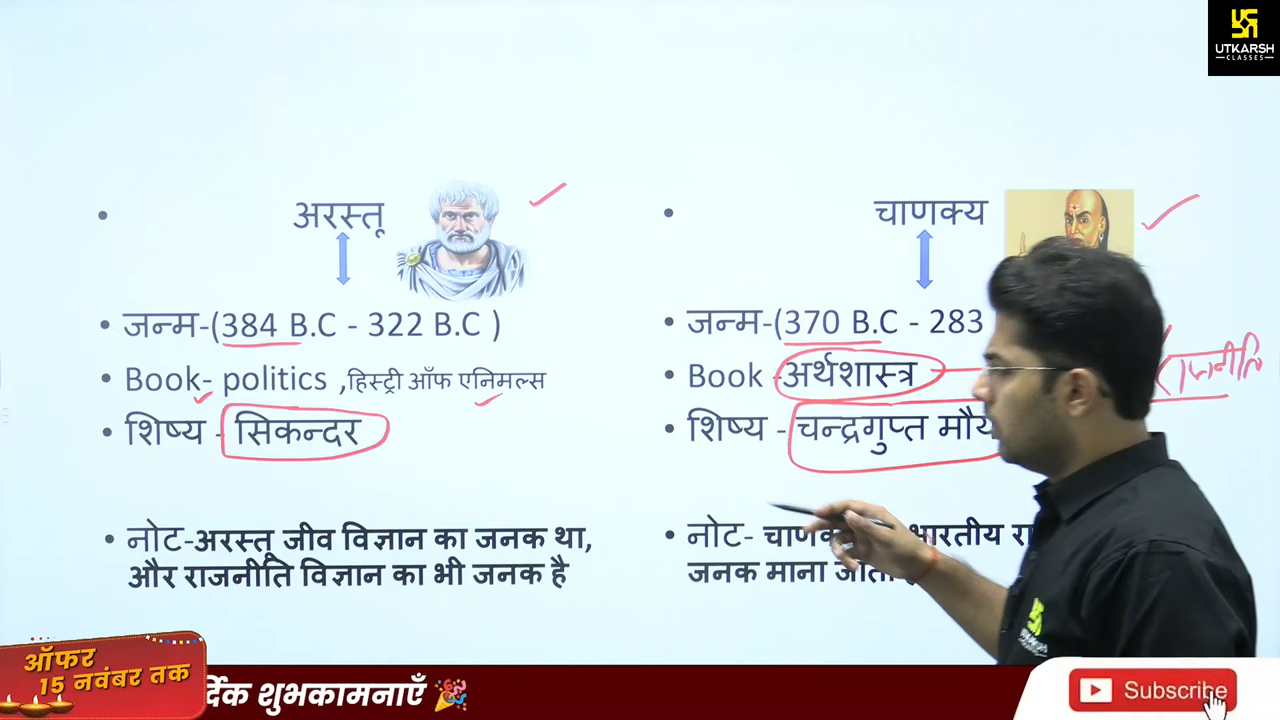 UTKARSH
CLASSES
अरस्तू
जन्म-(384 B.C - 322 B.C )
Book- politics ,हिस्ट्री ऑफ एनिमल्स
शिष्य - सिकन्दर
नोट-अरस्तू जीव विज्ञान का जनक था,
और राजनीति विज्ञान का भी जनक है
चाणक्य
जन्म-(370 B.C - 283
Book -अर्थशास्त्र
राजनीति
शिष्य - चन्द्रगुप्त मौर्य
नोट- भारतीय
जनक माना जाता
ऑफर
15 नवंबर तक
शुभकामनाएँ 🎉
Subscribe